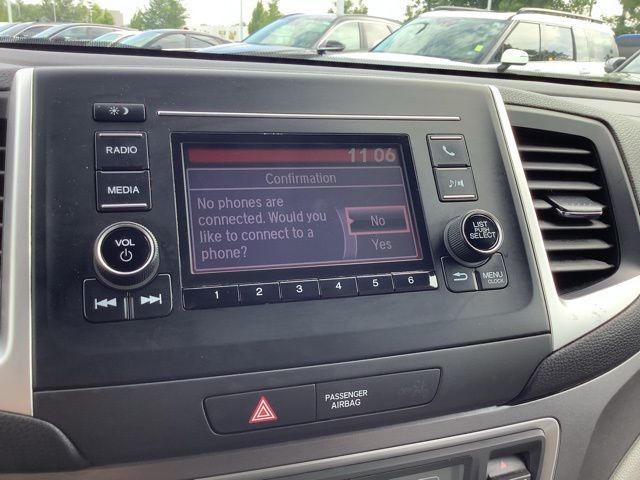 RADIO
MEDIA
VOL
11 06
Confirmation
No phones are
connected. Would you
like to connect to a
phone?
No
Yes
LIST
PUSH
SELECT
MENU
CLOCK
1 2 3 4 5 6
PASSENGER
AIRBAG